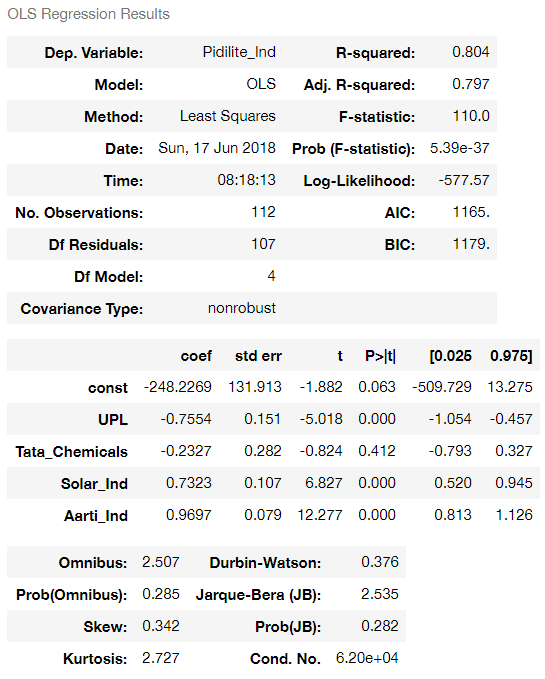 OLS Regression Results
Dep. Variable: Pidilite_Ind R-squared: 0.804
Model: OLS Adj. R-squared: 0.797
Method: Least Squares F-statistic: 110.0
Date: Sun, 17 Jun 2018 Prob (F-statistic): 5.39e-37
Time: 08:18:13 Log-Likelihood: -577.57
No. Observations: 112 AIC: 1165.
Df Residuals: 107 BIC: 1179.
Df Model: 4
Covariance Type: nonrobust
coef std err t P>|t| [0.025 0.975]
const -248.2269 131.913 -1.882 0.063 -509.729 13.275
UPL -0.7554 0.151 -5.018 0.000 -1.054 -0.457
Tata_Chemicals -0.2327 0.282 -0.824 0.412 -0.793 0.327
Solar_Ind 0.7323 0.107 6.827 0.000 0.520 0.945
Aarti_Ind 0.9697 0.079 12.277 0.000 0.813 1.126
Omnibus: 2.507 Durbin-Watson: 0.376
Prob(Omnibus): 0.285 Jarque-Bera (JB): 2.535
Skew: 0.342 Prob(JB): 0.282
Kurtosis: 2.727 Cond. No. 6.20e+04